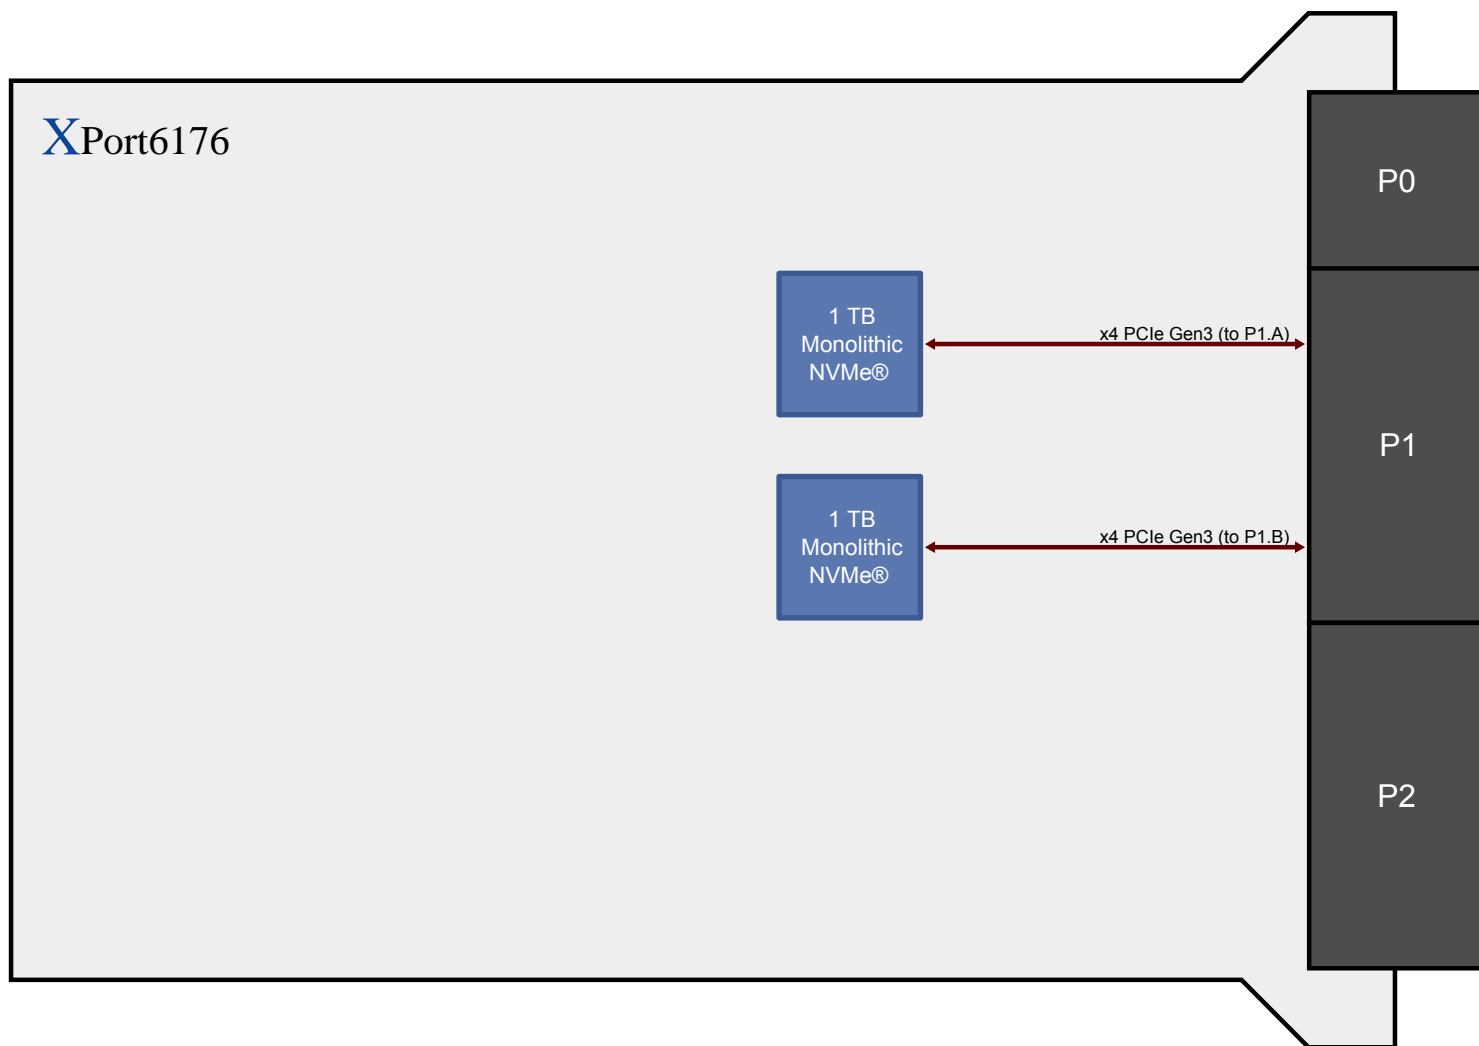 XPort6176
P0
1 TB
Monolithic
NVMe®
x4 PCIe Gen3 (to P1.A)
P1
1 TB
Monolithic
NVMe®
x4 PCIe Gen3 (to P1.B)
P2